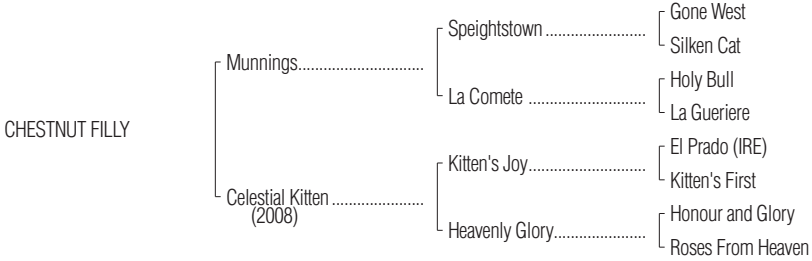 Gone West
Speightstown
Silken Cat
Munnings
Holy Bull
La Comete
La Gueriere
CHESTNUT FILLY
El Prado (IRE)
Kitten's Joy
Kitten's First
Celestial Kitten
(2008)
Honour and Glory
Heavenly Glory
Roses From Heaven